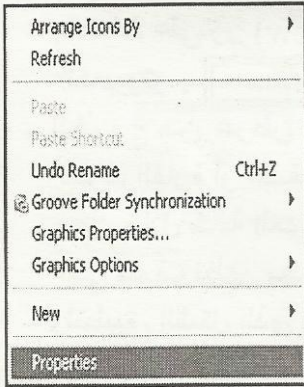 Arrange Icons By
Refresh
Paste
Paste Shortcut
Undo Rename Ctrl+Z
Groove Folder Synchronization
Graphics Properties...
Graphics Options
New
Properties